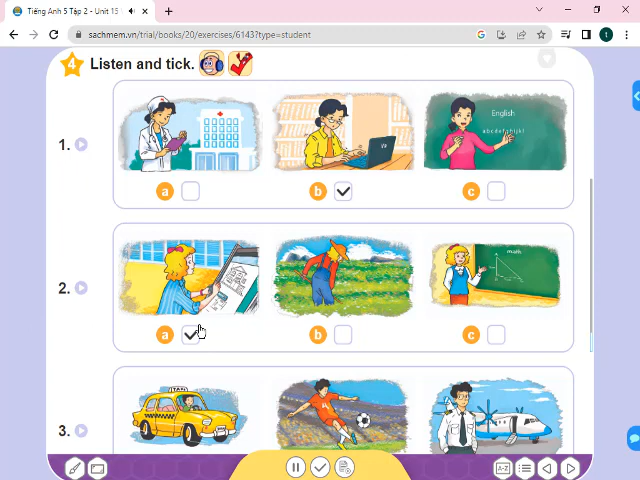 Tiếng Anh 5 Tập 2 - Unit 15
sachmem.vn/trial/books/20/exercises/6143?type=student
t
4 Listen and tick.
1.
English
a b c d e f g h i j k l
a
b
c
2.
math
a
b
c
3.
TAXI
A-Z